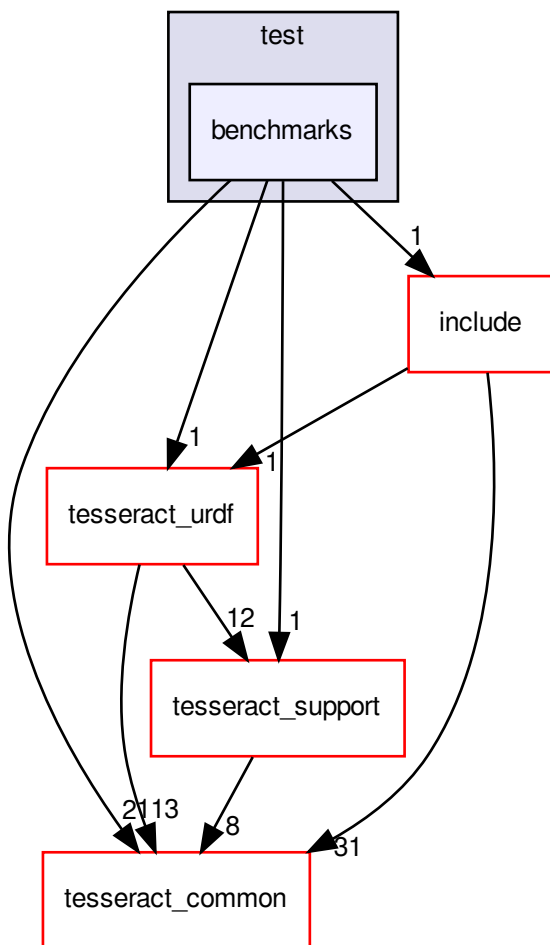 test
benchmarks
1
include
1
1
tesseract_urdf
12
1
tesseract_support
2113
8
31
tesseract_common